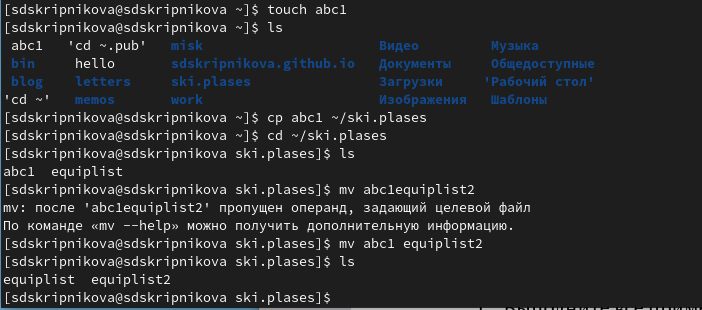 [sdskripnikova@sdskripnikova ~]$ touch abc1
[sdskripnikova@sdskripnikova ~]$ ls
abc1 'cd ~.pub' misk Видео Музыка
bin hello sdskripnikova.github.io Документы Общедоступные
blog letters ski.plases Загрузки 'Рабочий стол'
'cd ~' memos work Изображения Шаблоны
[sdskripnikova@sdskripnikova ~]$ cp abc1 ~/ski.plases
[sdskripnikova@sdskripnikova ~]$ cd ~/ski.plases
[sdskripnikova@sdskripnikova ski.plases]$ ls
abc1 equiplist
[sdskripnikova@sdskripnikova ski.plases]$ mv abc1equiplist2
mv: после 'abc1equiplist2' пропущен операнд, задающий целевой файл
По команде «mv --help» можно получить дополнительную информацию.
[sdskripnikova@sdskripnikova ski.plases]$ mv abc1 equiplist2
[sdskripnikova@sdskripnikova ski.plases]$ ls
equiplist equiplist2
[sdskripnikova@sdskripnikova ski.plases]$